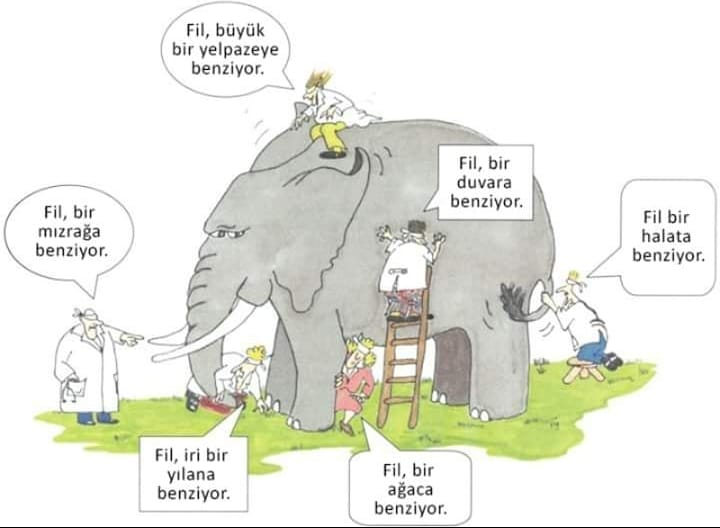 Fil, büyük
bir yelpazeye
benziyor.
Fil, bir
duvara
benziyor.
Fil, bir
mızrağa
benziyor.
Fil bir
halata
benziyor.
Fil, iri bir
yılana
benziyor.
Fil, bir
ağaca
benziyor.